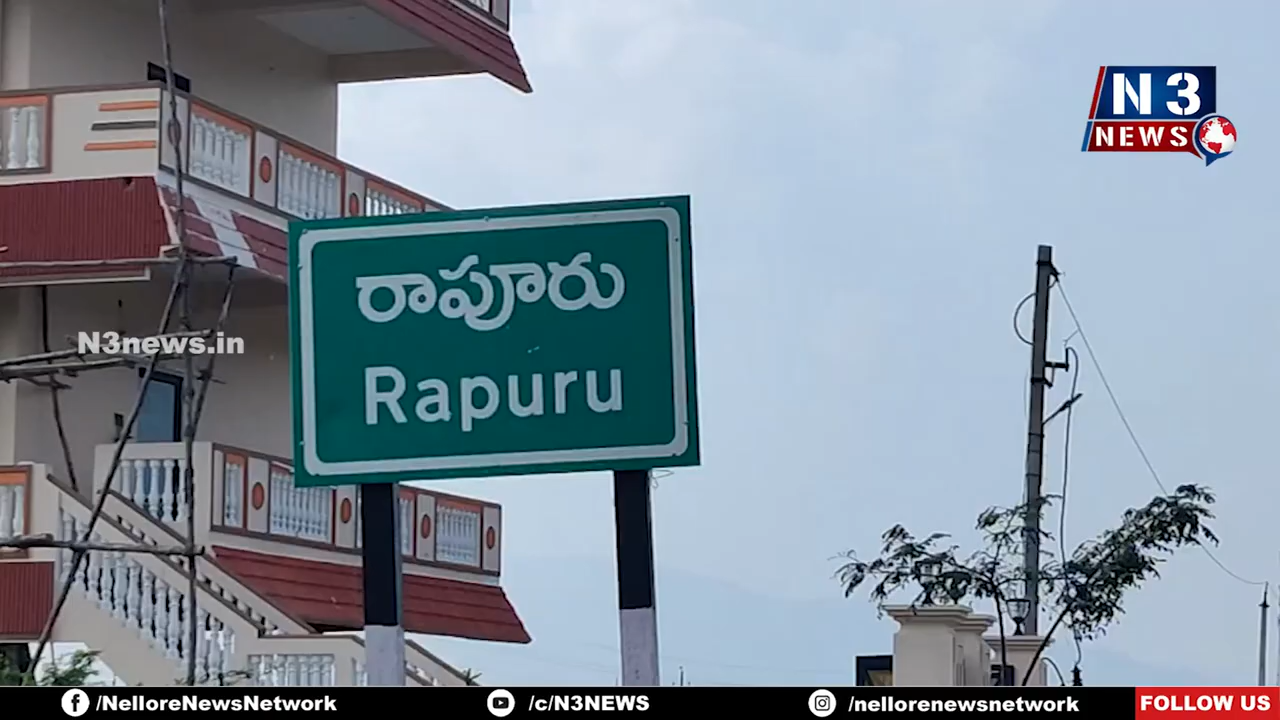 N3
NEWS
రాపూరు
Rapuru
N3news.in
/NelloreNewsNetwork
/c/N3NEWS
/nellorenewsnetwork
FOLLOW US